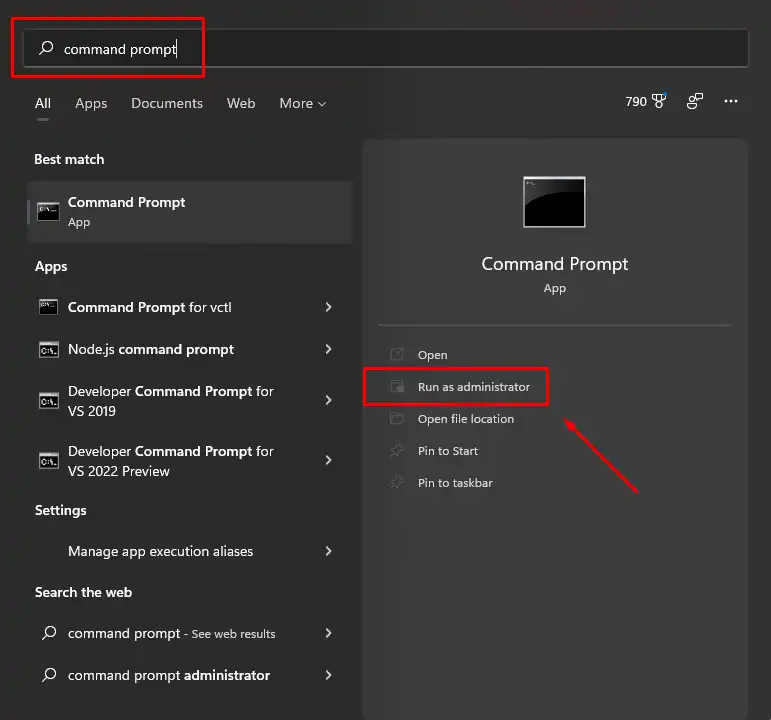 command prompt
All Apps Documents Web More
790
Best match
Command Prompt
App
Apps
Command Prompt for vctl
Node.js command prompt
Developer Command Prompt for
VS 2019
Developer Command Prompt for
VS 2022 Preview
Settings
Manage app execution aliases
Search the web
command prompt - See web results
command prompt administrator
Command Prompt
App
Open
Run as administrator
Open file location
Pin to Start
Pin to taskbar